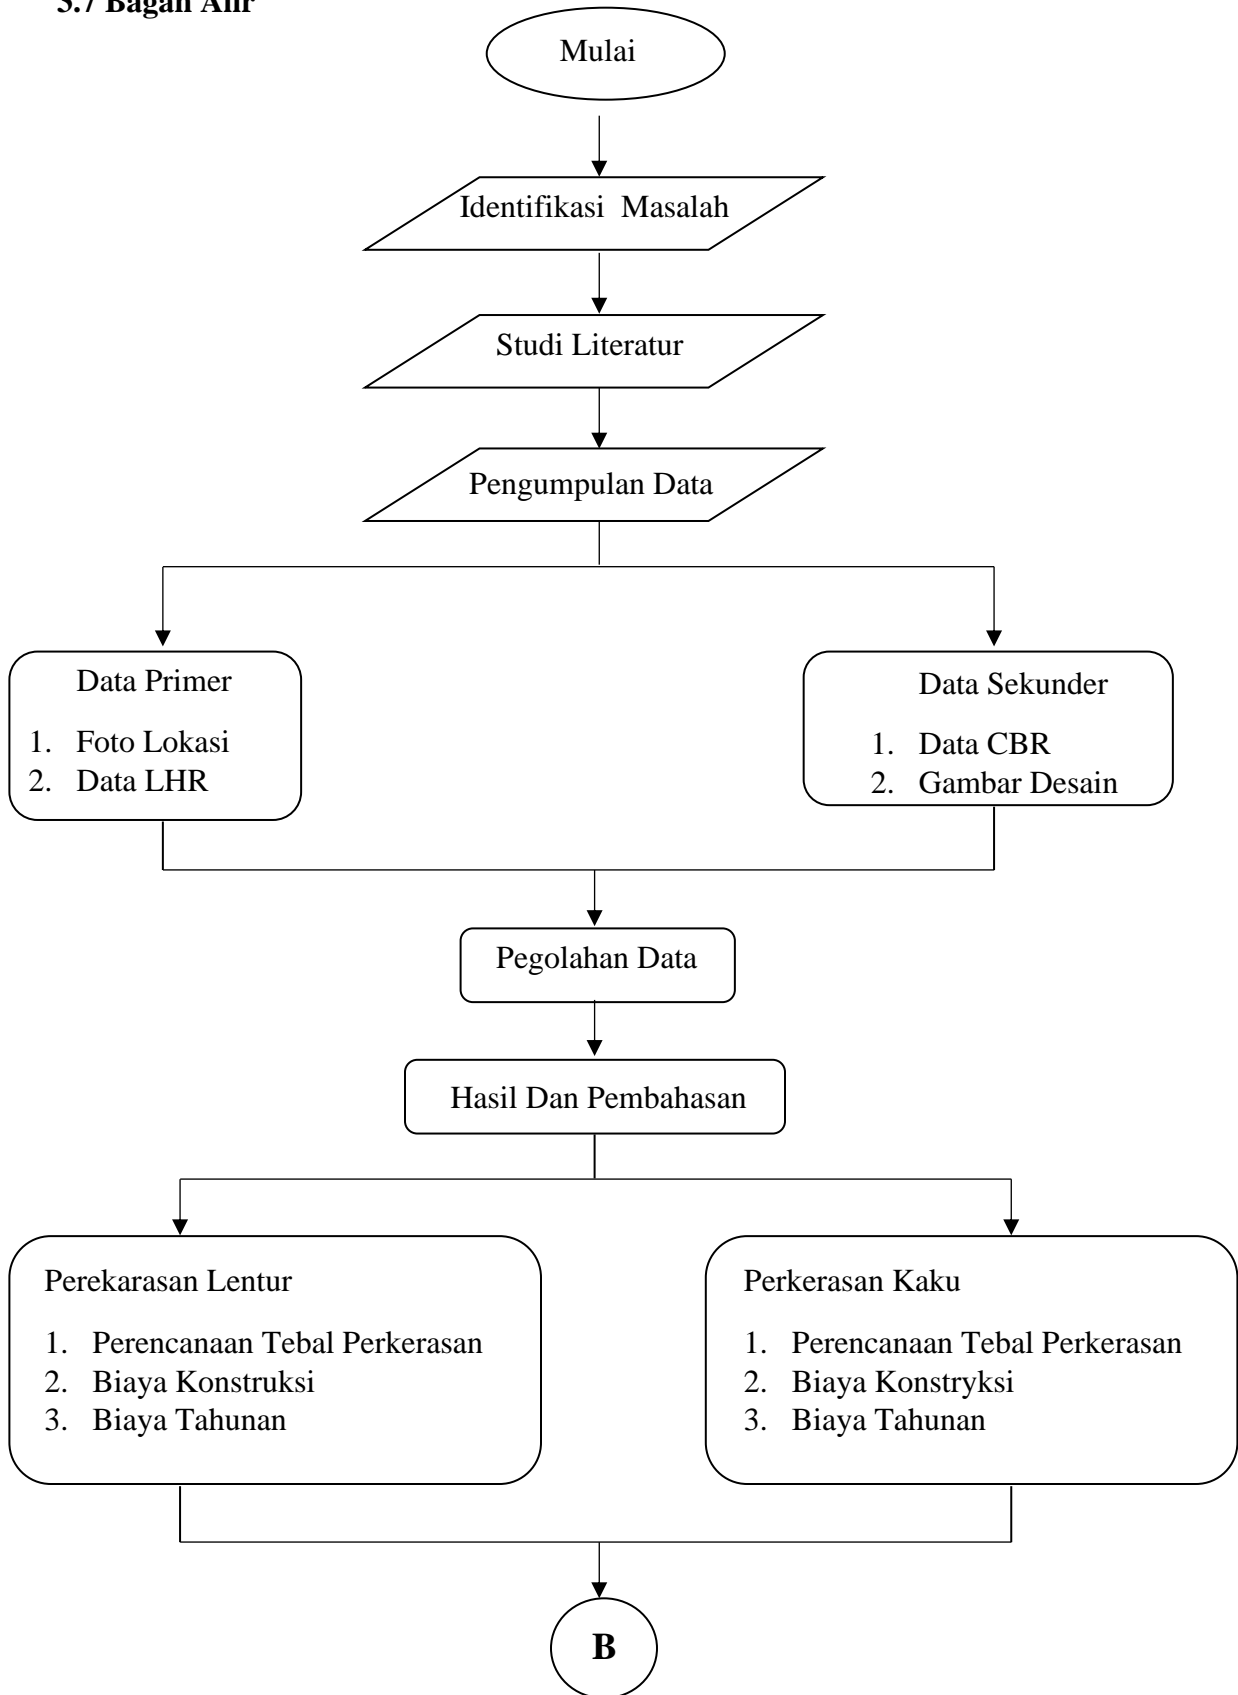 3.7 Bagan Alir
Mulai
Identifikasi Masalah
Studi Literatur
Pengumpulan Data
Data Primer
1. Foto Lokasi
2. Data LHR
Data Sekunder
1. Data CBR
2. Gambar Desain
Pegolahan Data
Hasil Dan Pembahasan
Perekarasan Lentur
1. Perencanaan Tebal Perkerasan
2. Biaya Konstruksi
3. Biaya Tahunan
Perkerasan Kaku
1. Perencanaan Tebal Perkerasan
2. Biaya Konstryksi
3. Biaya Tahunan
B